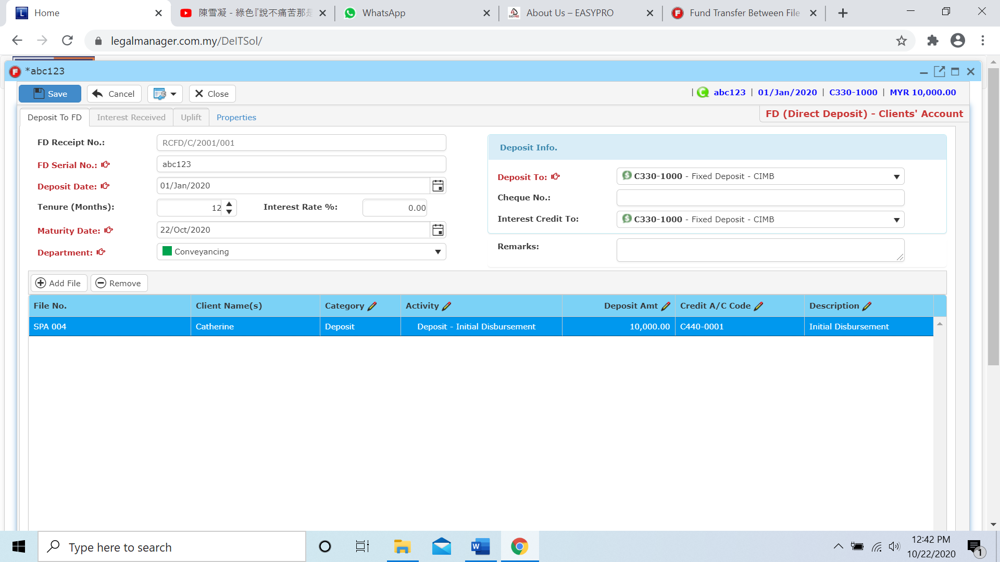 Home
陳雪凝 - 綠色『說不痛苦那是
WhatsApp
About Us – EASYPRO
Fund Transfer Between File
legalmanager.com.my/DeITSol/
*abc123
Save
Cancel
Close
| abc123 | 01/Jan/2020 | C330-1000 | MYR 10,000.00
Deposit To FD
Interest Received
Uplift
Properties
FD (Direct Deposit) - Clients' Account
FD Receipt No.:
RCFD/C/2001/001
FD Serial No.:
abc123
Deposit Date:
01/Jan/2020
Tenure (Months):
12
Interest Rate %:
0.00
Maturity Date:
22/Oct/2020
Department:
Conveyancing
Deposit Info.
Deposit To:
C330-1000 - Fixed Deposit - CIMB
Cheque No.:
Interest Credit To:
C330-1000 - Fixed Deposit - CIMB
Remarks:
Add File
Remove
File No.
Client Name(s)
Category
Activity
Deposit Amt
Credit A/C Code
Description
SPA 004
Catherine
Deposit
Deposit - Initial Disbursement
10,000.00
C440-0001
Initial Disbursement
Type here to search
12:42 PM
10/22/2020
1